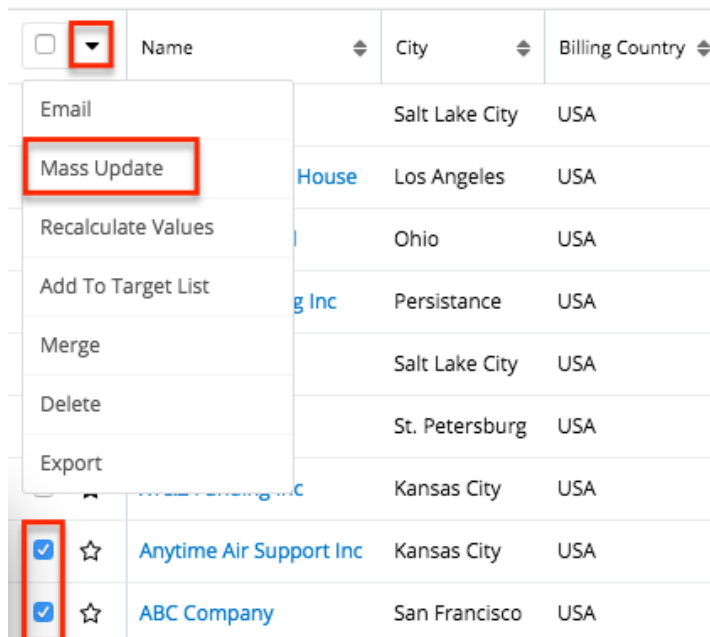 Name City Billing Country
Email
Salt Lake City USA
Mass Update
House Los Angeles USA
Recalculate Values
Ohio USA
Add To Target List
g Inc Persistance USA
Merge
Salt Lake City USA
Delete
St. Petersburg USA
Export
Kansas City USA
Anytime Air Support Inc Kansas City USA
ABC Company San Francisco USA